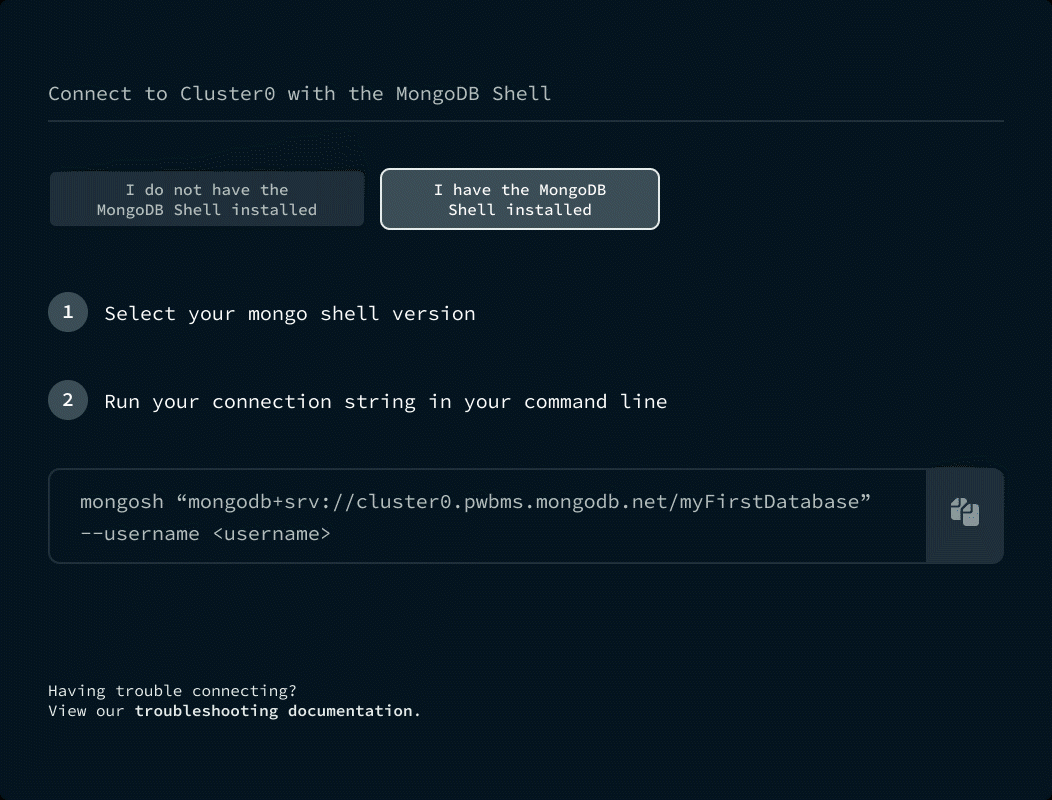 Connect to Cluster0 with the MongoDB Shell
I do not have the
MongoDB Shell installed
I have the MongoDB
Shell installed
1 Select your mongo shell version
2 Run your connection string in your command line
mongosh “mongodb+srv://cluster0.pwbms.mongodb.net/myFirstDatabase”
--username <username>
Having trouble connecting?
View our troubleshooting documentation.